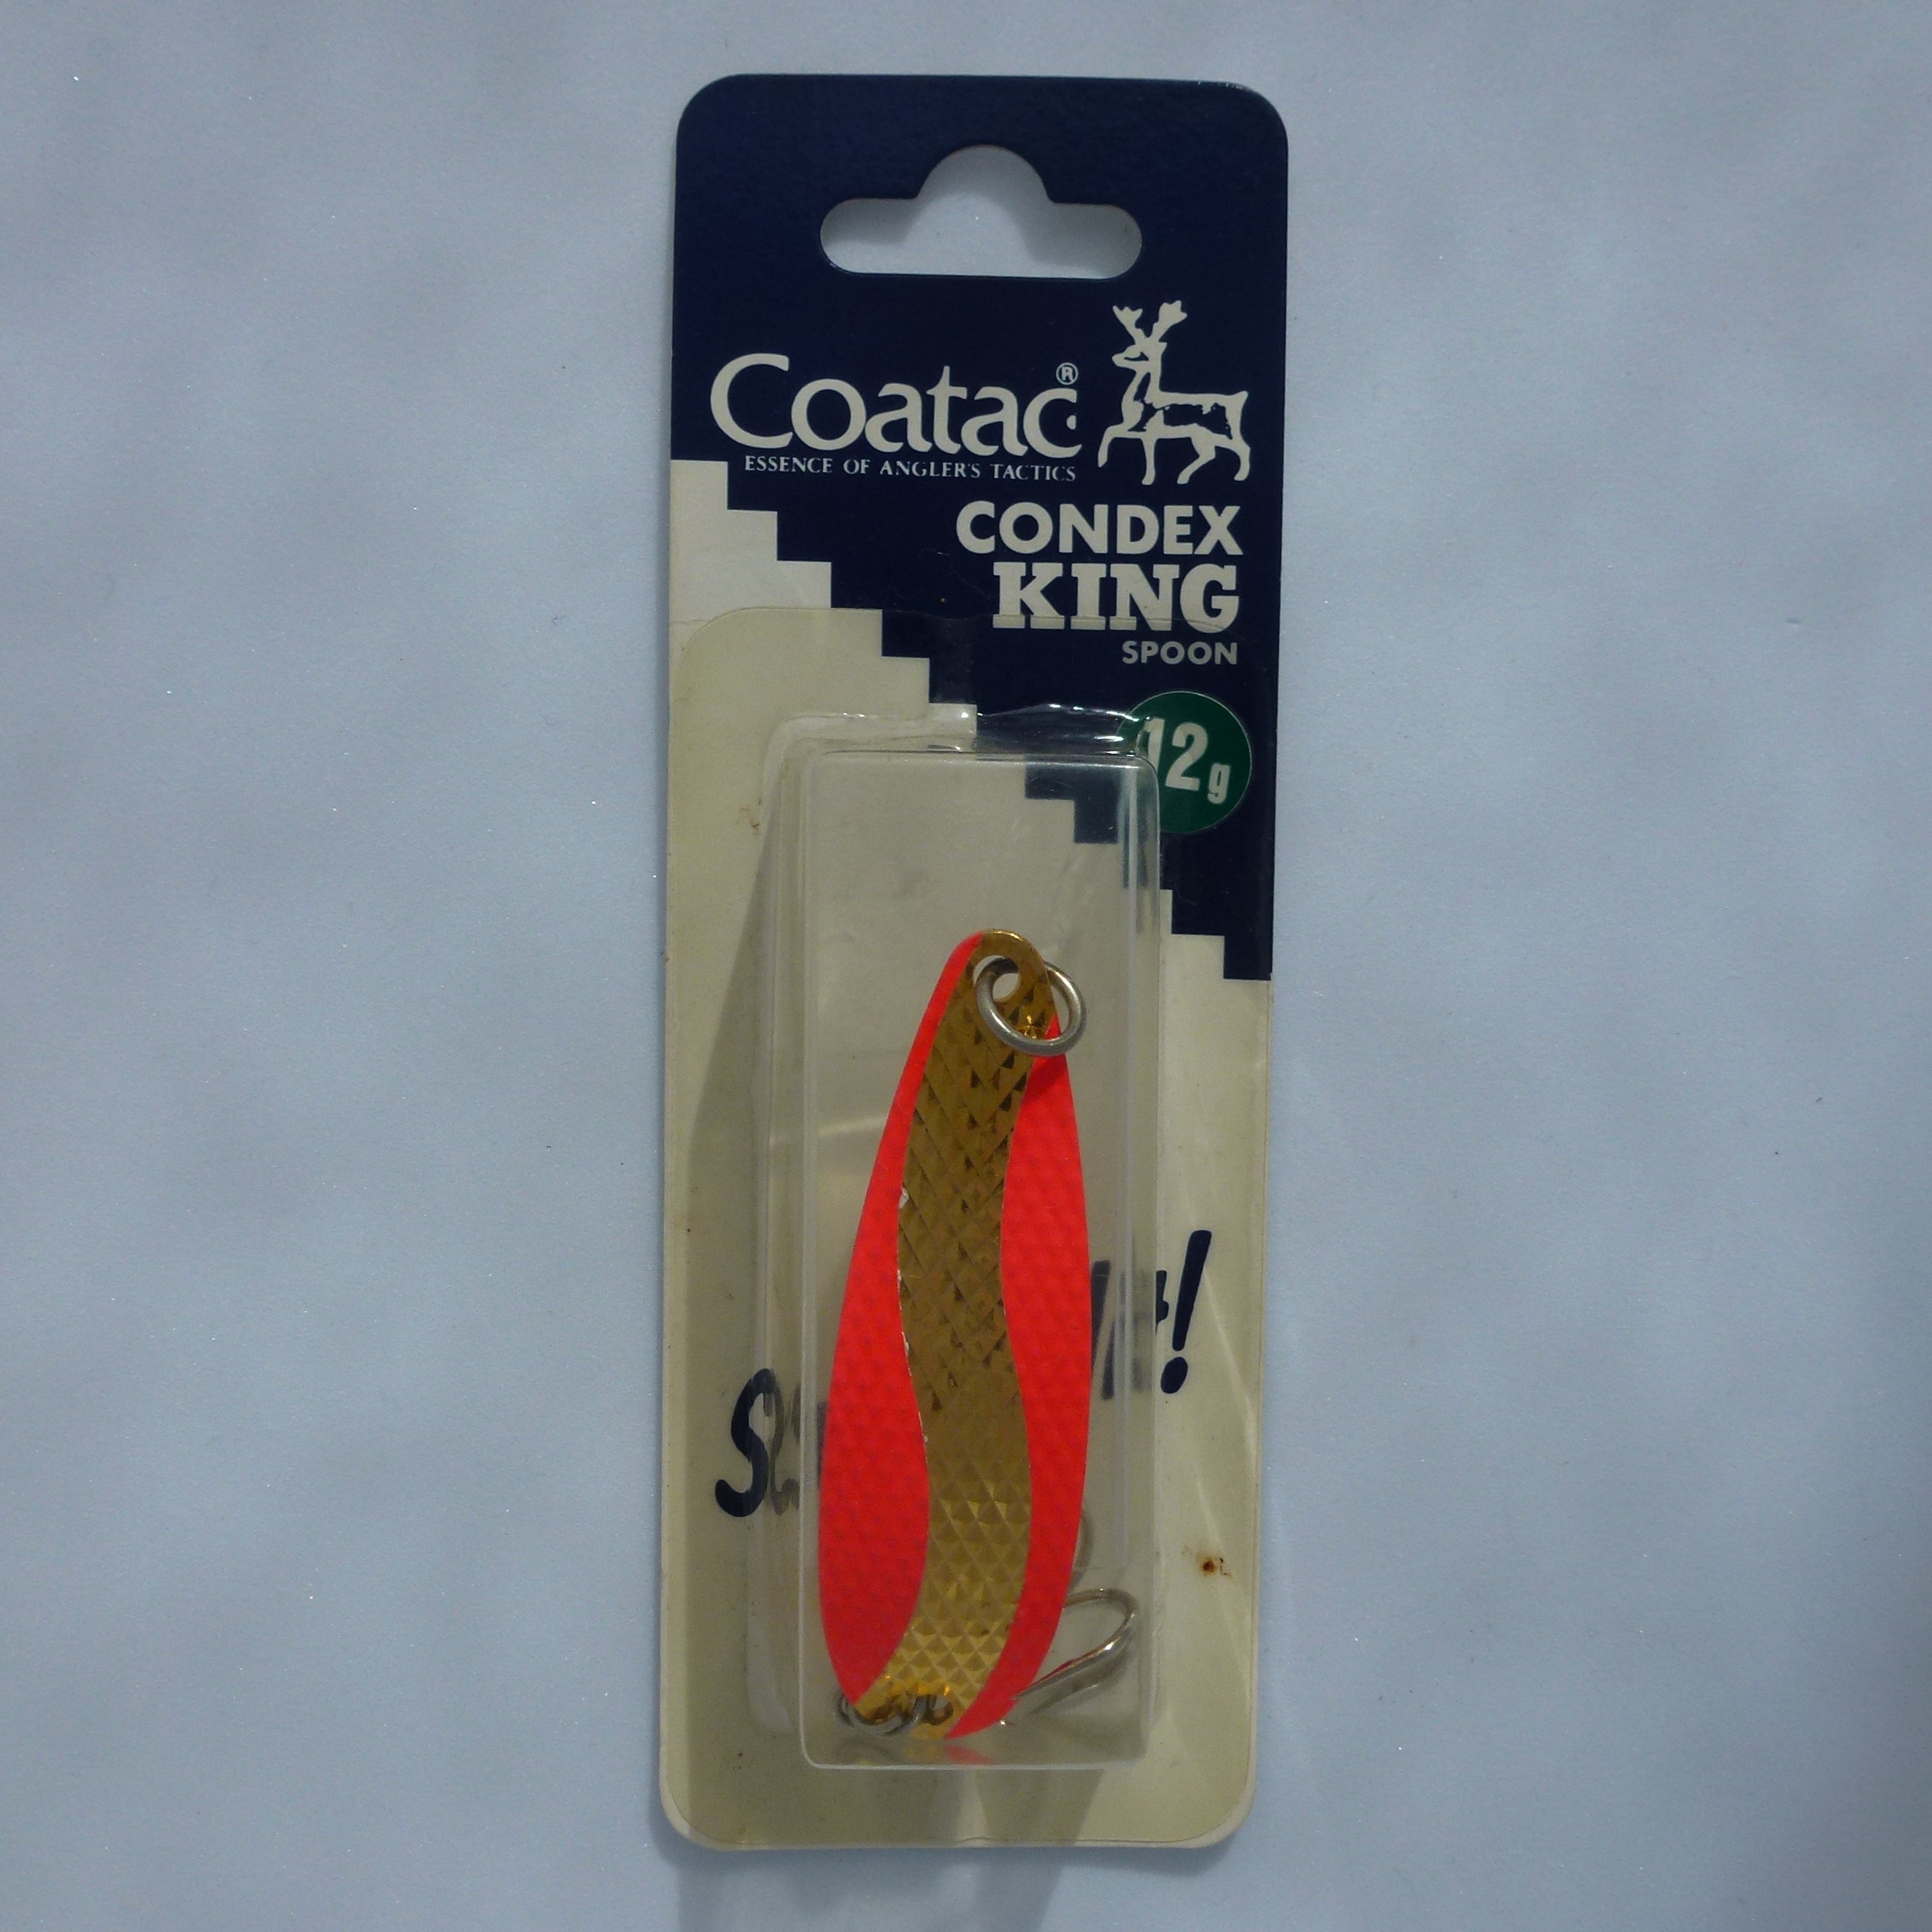 Coatac®
ESSENCE OF ANGLER'S TACTICS
CONDEX
KING
SPOON
12g